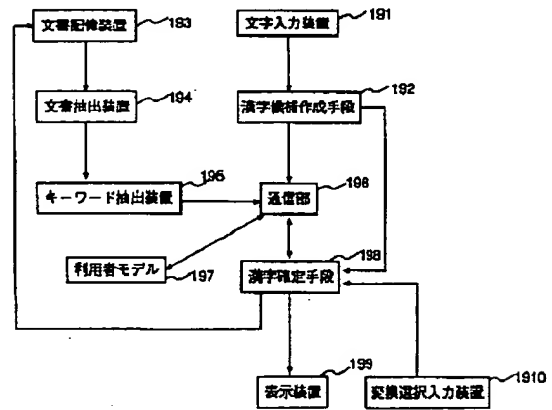 文書記憶装置 193
文字入力装置 191
文書抽出装置 194
漢字候補作成手段 192
キーワード抽出装置 195
通信部 196
利用者モデル 197
漢字確定手段 198
表示装置 199
変換選択入力装置 1910